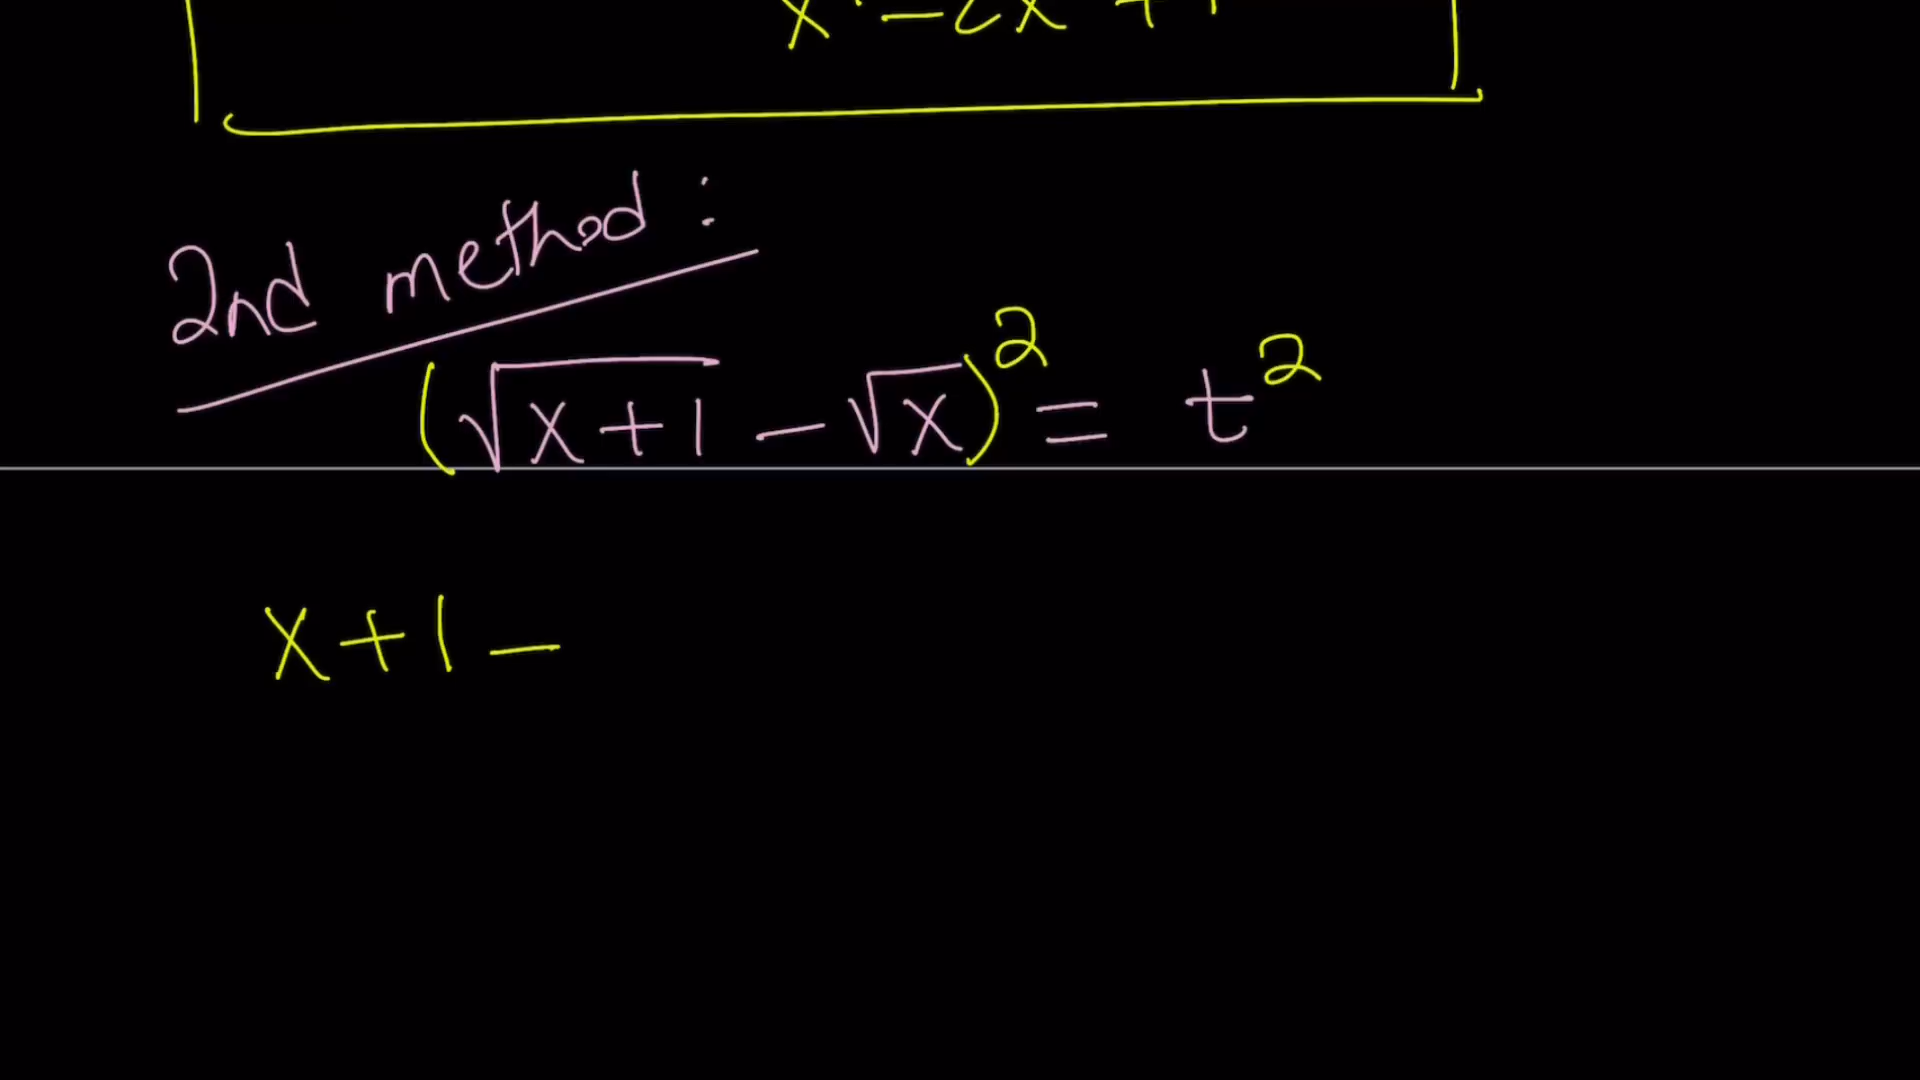 2nd method:
(√x+1 - √x)² = t²
x+1 -